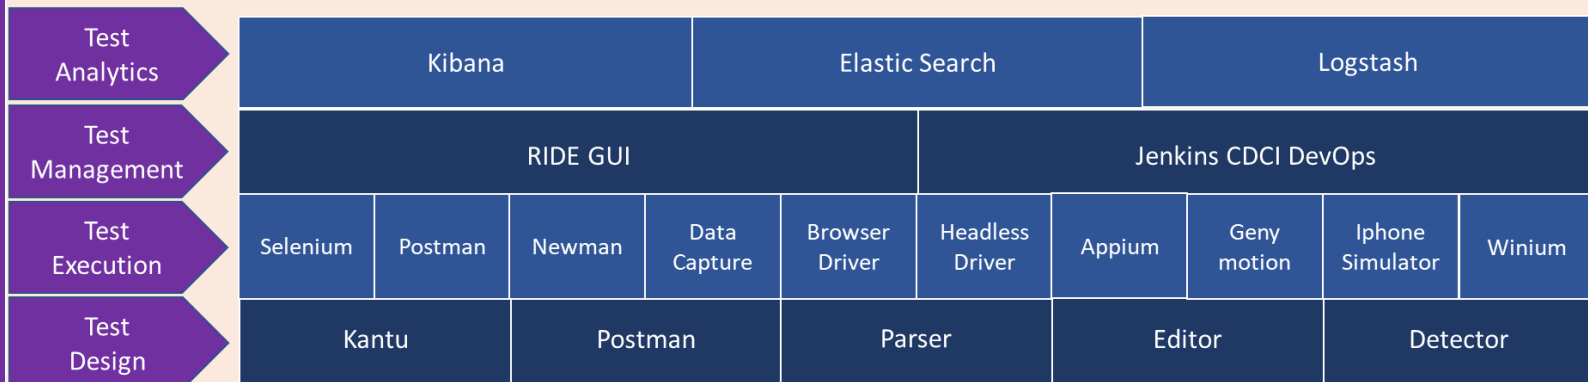 Test
Analytics
Kibana
Elastic Search
Logstash
Test
Management
RIDE GUI
Jenkins CDCI DevOps
Test
Execution
Selenium
Postman
Newman
Data
Capture
Browser
Driver
Headless
Driver
Appium
Geny
motion
Iphone
Simulator
Winium
Test
Design
Kantu
Postman
Parser
Editor
Detector